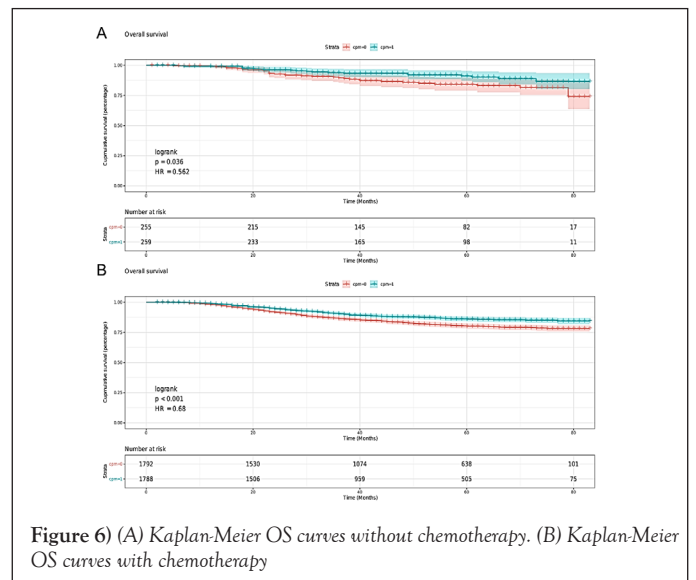 A
Overall survival
Strata cpm=0 cpm=1
1.00
0.75
0.50
0.25
0.00
Cupmulative survival (percentage)
logrank
p = 0.036
HR = 0.562
0 20 40 60 80
Time (Months)
Number at risk
Strata
cpm=0 255 215 145 82 17
cpm=1 259 233 165 98 11
0 20 40 60 80
Time (Months)
B
Overall survival
Strata cpm=0 cpm=1
1.00
0.75
0.50
0.25
0.00
Cupmulative survival (percentage)
logrank
p < 0.001
HR = 0.68
0 20 40 60 80
Time (Months)
Number at risk
Strata
cpm=0 1792 1530 1074 638 101
cpm=1 1788 1506 959 505 75
0 20 40 60 80
Time (Months)
Figure 6) (A) Kaplan-Meier OS curves without chemotherapy. (B) Kaplan-Meier
OS curves with chemotherapy